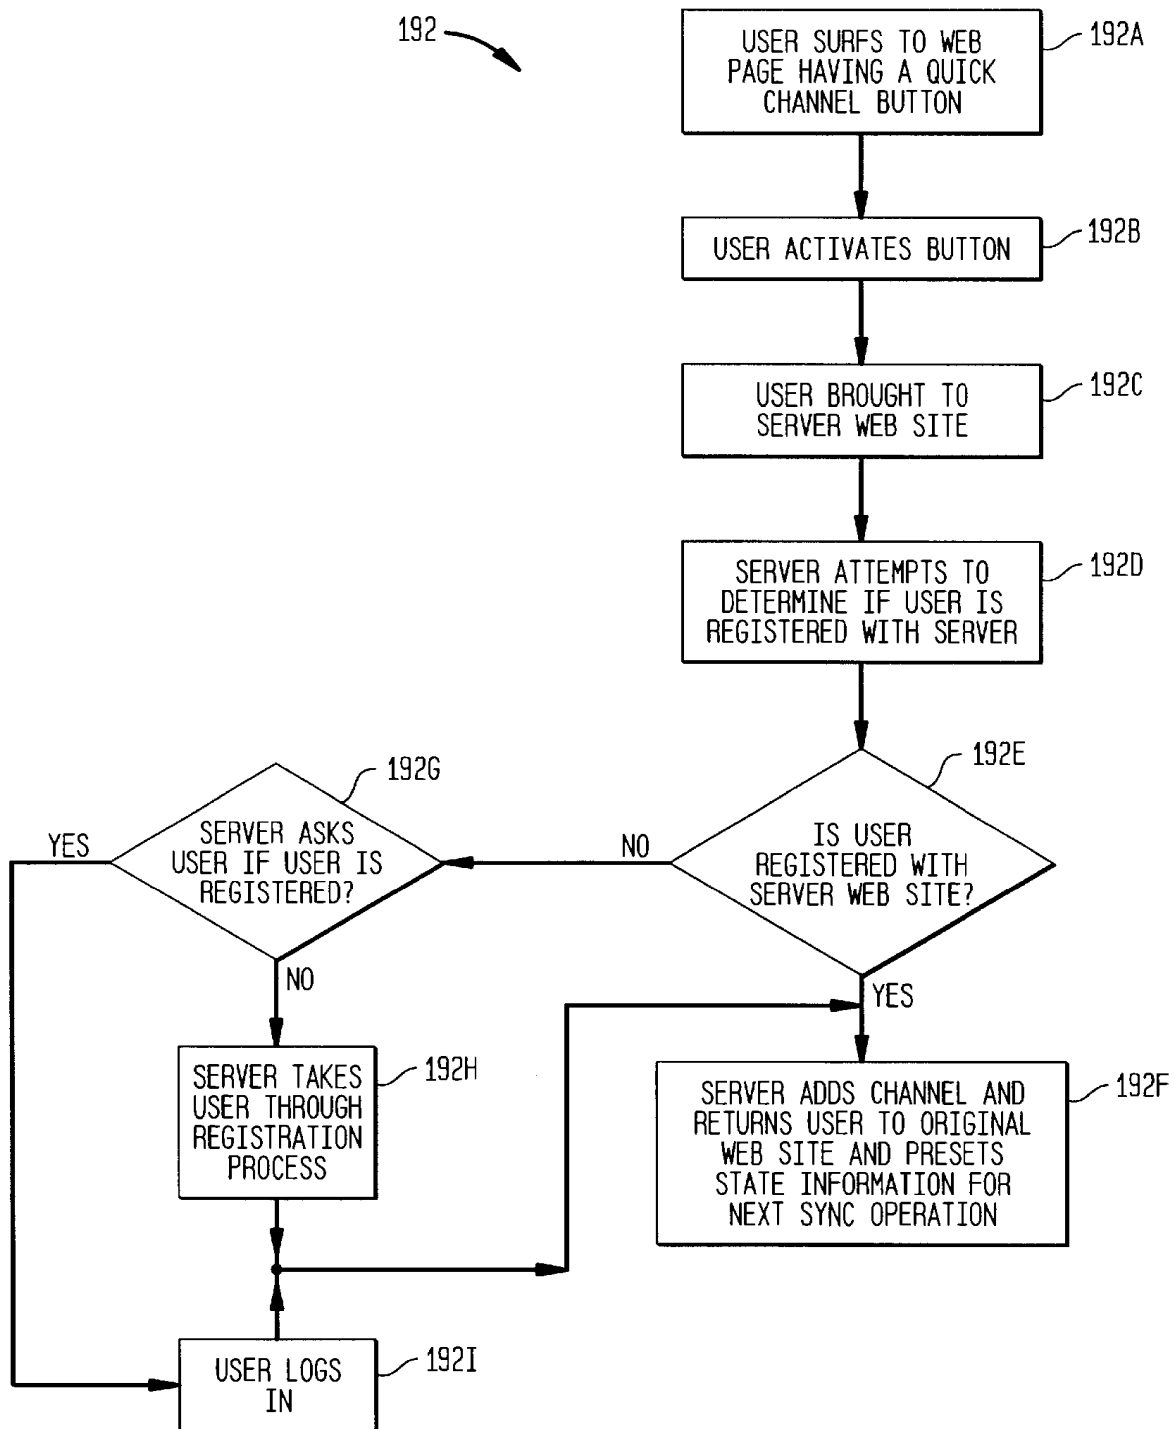 192
USER SURFS TO WEB
PAGE HAVING A QUICK
CHANNEL BUTTON
192A
USER ACTIVATES BUTTON
192B
USER BROUGHT TO
SERVER WEB SITE
192C
SERVER ATTEMPTS TO
DETERMINE IF USER IS
REGISTERED WITH SERVER
192D
192E
IS USER
REGISTERED WITH
SERVER WEB SITE?
NO
YES
192G
SERVER ASKS
USER IF USER IS
REGISTERED?
YES
NO
SERVER TAKES
USER THROUGH
REGISTRATION
PROCESS
192H
SERVER ADDS CHANNEL AND
RETURNS USER TO ORIGINAL
WEB SITE AND PRESETS
STATE INFORMATION FOR
NEXT SYNC OPERATION
192F
USER LOGS
IN
192I